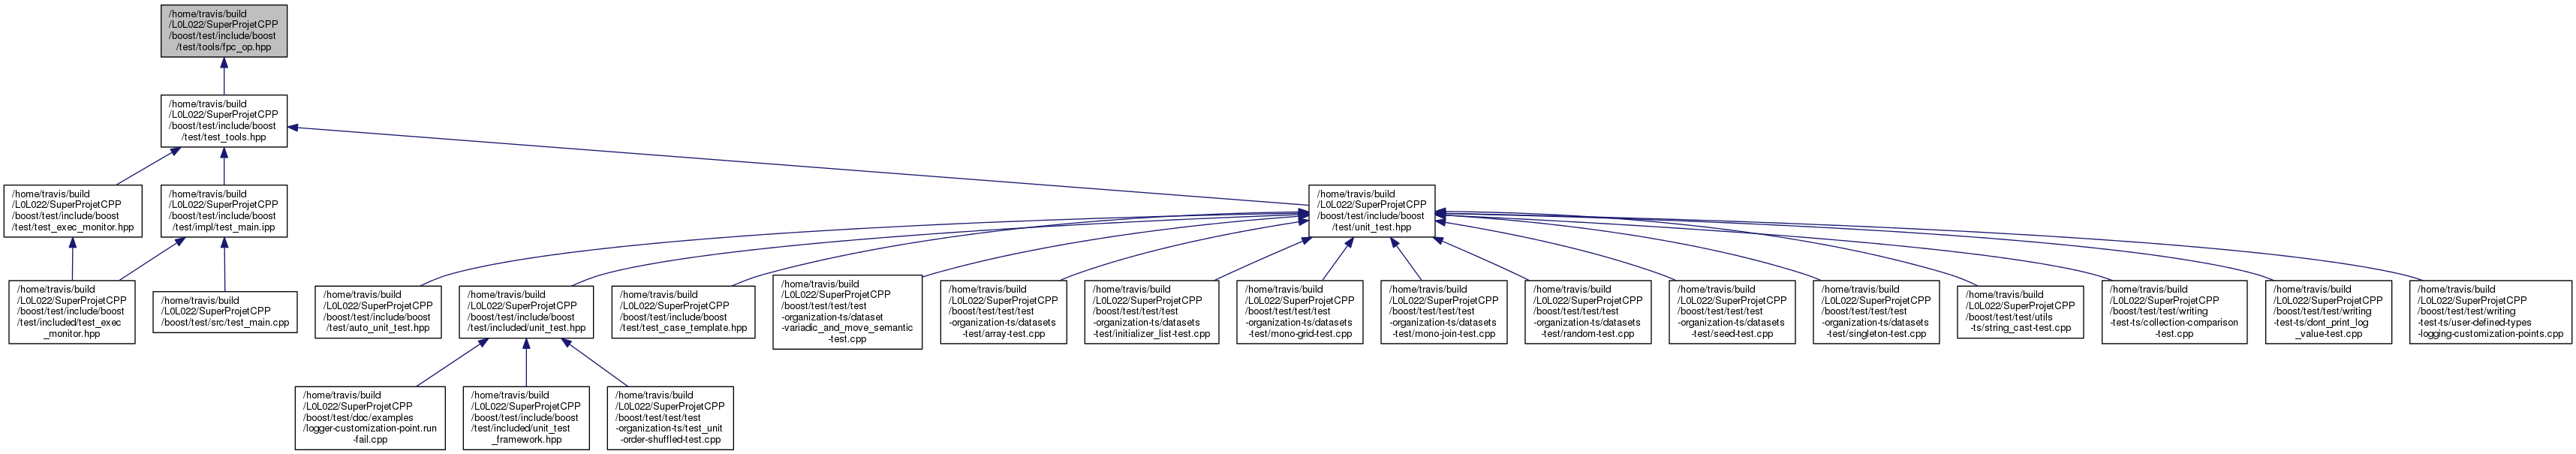 /home/travis/build
/L0L022/SuperProjetCPP
/boost/test/include/boost
/test/tools/fpc_op.hpp
/home/travis/build
/L0L022/SuperProjetCPP
/boost/test/include/boost
/test/test_tools.hpp
/home/travis/build
/L0L022/SuperProjetCPP
/boost/test/include/boost
/test/test_exec_monitor.hpp
/home/travis/build
/L0L022/SuperProjetCPP
/boost/test/include/boost
/test/impl/test_main.ipp
/home/travis/build
/L0L022/SuperProjetCPP
/boost/test/include/boost
/test/unit_test.hpp
/home/travis/build
/L0L022/SuperProjetCPP
/boost/test/include/boost
/test/included/test_exec
_monitor.hpp
/home/travis/build
/L0L022/SuperProjetCPP
/boost/test/src/test_main.cpp
/home/travis/build
/L0L022/SuperProjetCPP
/boost/test/include/boost
/test/auto_unit_test.hpp
/home/travis/build
/L0L022/SuperProjetCPP
/boost/test/include/boost
/test/included/unit_test.hpp
/home/travis/build
/L0L022/SuperProjetCPP
/boost/test/include/boost
/test/test_case_template.hpp
/home/travis/build
/L0L022/SuperProjetCPP
/boost/test/test/test
-organization-ts/dataset
-variadic_and_move_semantic
-test.cpp
/home/travis/build
/L0L022/SuperProjetCPP
/boost/test/test/test
-organization-ts/datasets
-test/array-test.cpp
/home/travis/build
/L0L022/SuperProjetCPP
/boost/test/test/test
-organization-ts/datasets
-test/initializer_list-test.cpp
/home/travis/build
/L0L022/SuperProjetCPP
/boost/test/test/test
-organization-ts/datasets
-test/mono-grid-test.cpp
/home/travis/build
/L0L022/SuperProjetCPP
/boost/test/test/test
-organization-ts/datasets
-test/mono-join-test.cpp
/home/travis/build
/L0L022/SuperProjetCPP
/boost/test/test/test
-organization-ts/datasets
-test/random-test.cpp
/home/travis/build
/L0L022/SuperProjetCPP
/boost/test/test/test
-organization-ts/datasets
-test/seed-test.cpp
/home/travis/build
/L0L022/SuperProjetCPP
/boost/test/test/test
-organization-ts/datasets
-test/singleton-test.cpp
/home/travis/build
/L0L022/SuperProjetCPP
/boost/test/test/utils
-ts/string_cast-test.cpp
/home/travis/build
/L0L022/SuperProjetCPP
/boost/test/test/writing
-test-ts/collection-comparison
-test.cpp
/home/travis/build
/L0L022/SuperProjetCPP
/boost/test/test/writing
-test-ts/dont_print_log
_value-test.cpp
/home/travis/build
/L0L022/SuperProjetCPP
/boost/test/test/writing
-test-ts/user-defined-types
-logging-customization-points.cpp
/home/travis/build
/L0L022/SuperProjetCPP
/boost/test/doc/examples
/logger-customization-point.run
-fail.cpp
/home/travis/build
/L0L022/SuperProjetCPP
/boost/test/include/boost
/test/included/unit_test
_framework.hpp
/home/travis/build
/L0L022/SuperProjetCPP
/boost/test/test/test
-organization-ts/test_unit
-order-shuffled-test.cpp